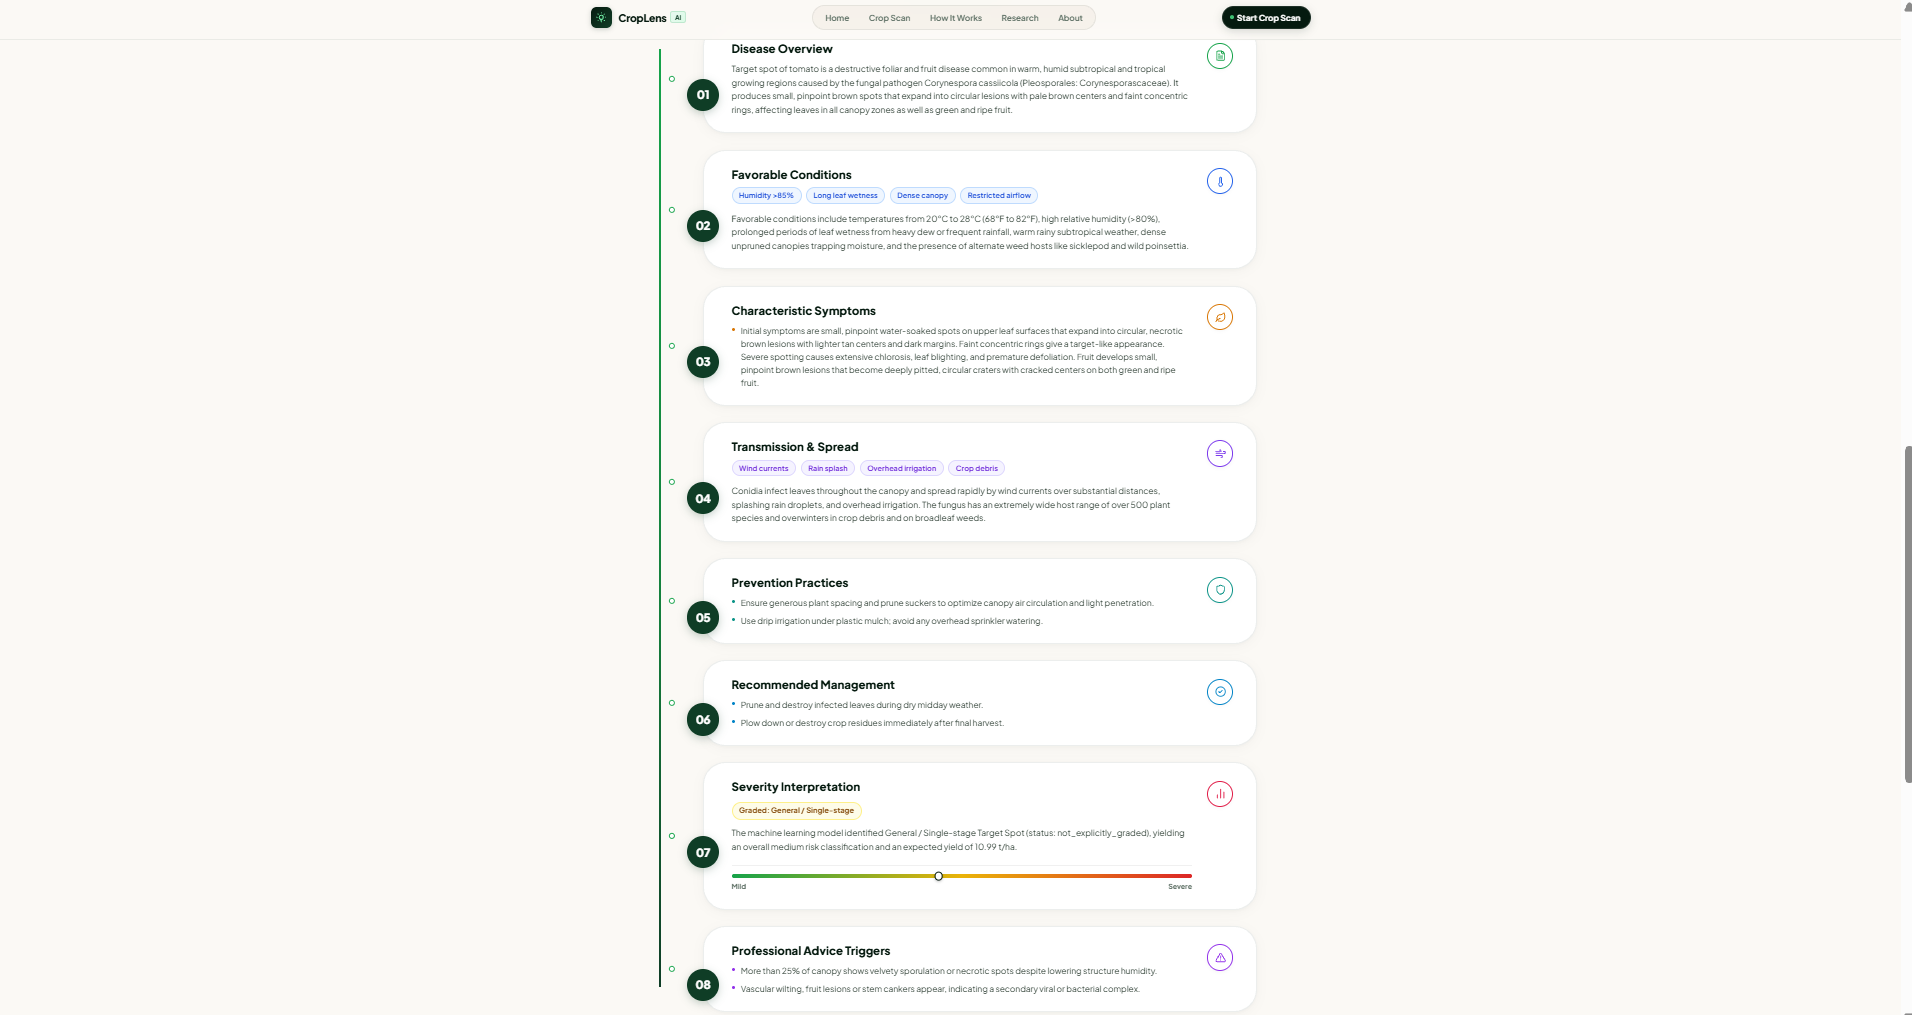 CropLens AI
Home Crop Scan How It Works Research About
Start Crop Scan
Disease Overview
Target spot of tomato is a destructive foliar and fruit disease common in warm, humid subtropical and tropical
growing regions caused by the fungal pathogen Corynespora cassiicola (Pleosporales: Corynesporascaceae). It
produces small, pinpoint brown spots that expand into circular lesions with pale brown centers and faint concentric
rings, affecting leaves in all canopy zones as well as green and ripe fruit.
01
Favorable Conditions
Humidity >85% Long leaf wetness Dense canopy Restricted airflow
Favorable conditions include temperatures from 20°C to 28°C (68°F to 82°F), high relative humidity (>80%),
prolonged periods of leaf wetness from heavy dew or frequent rainfall, warm rainy subtropical weather, dense
unpruned canopies trapping moisture, and the presence of alternate weed hosts like sicklepod and wild poinsettia.
02
Characteristic Symptoms
Initial symptoms are small, pinpoint water-soaked spots on upper leaf surfaces that expand into circular, necrotic
brown lesions with lighter tan centers and dark margins. Faint concentric rings give a target-like appearance.
Severe spotting causes extensive chlorosis, leaf blighting, and premature defoliation. Fruit develops small,
pinpoint brown lesions that become deeply pitted, circular craters with cracked centers on both green and ripe
fruit.
03
Transmission & Spread
Wind currents Rain splash Overhead irrigation Crop debris
Conidia infect leaves throughout the canopy and spread rapidly by wind currents over substantial distances,
splashing rain droplets, and overhead irrigation. The fungus has an extremely wide host range of over 500 plant
species and overwinters in crop debris and on broadleaf weeds.
04
Prevention Practices
Ensure generous plant spacing and prune suckers to optimize canopy air circulation and light penetration.
Use drip irrigation under plastic mulch; avoid any overhead sprinkler watering.
05
Recommended Management
Prune and destroy infected leaves during dry midday weather.
Plow down or destroy crop residues immediately after final harvest.
06
Severity Interpretation
Graded: General / Single-stage
The machine learning model identified General / Single-stage Target Spot (status: not_explicitly_graded), yielding
an overall medium risk classification and an expected yield of 10.99 t/ha.
07
Mild Severe
Professional Advice Triggers
More than 25% of canopy shows velvety sporulation or necrotic spots despite lowering structure humidity.
Vascular wilting, fruit lesions or stem cankers appear, indicating a secondary viral or bacterial complex.
08